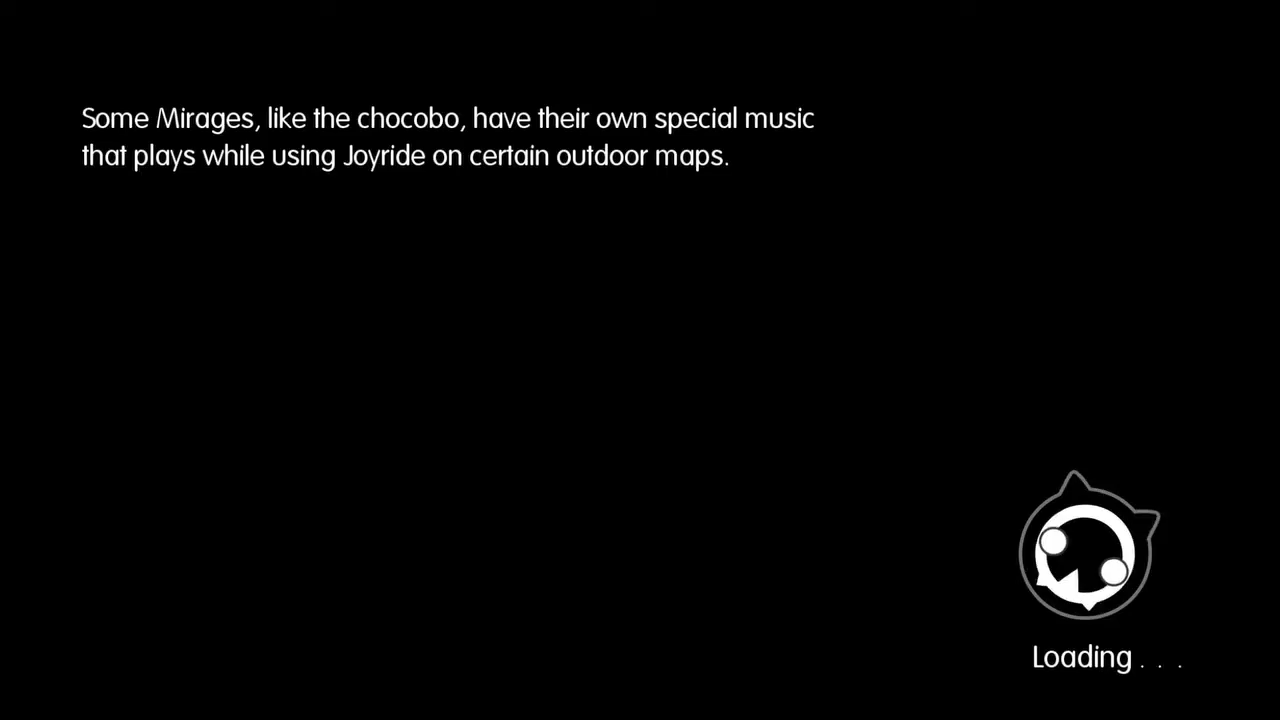 Some Mirages, like the chocobo, have their own special music
that plays while using Joyride on certain outdoor maps.
Loading . . .